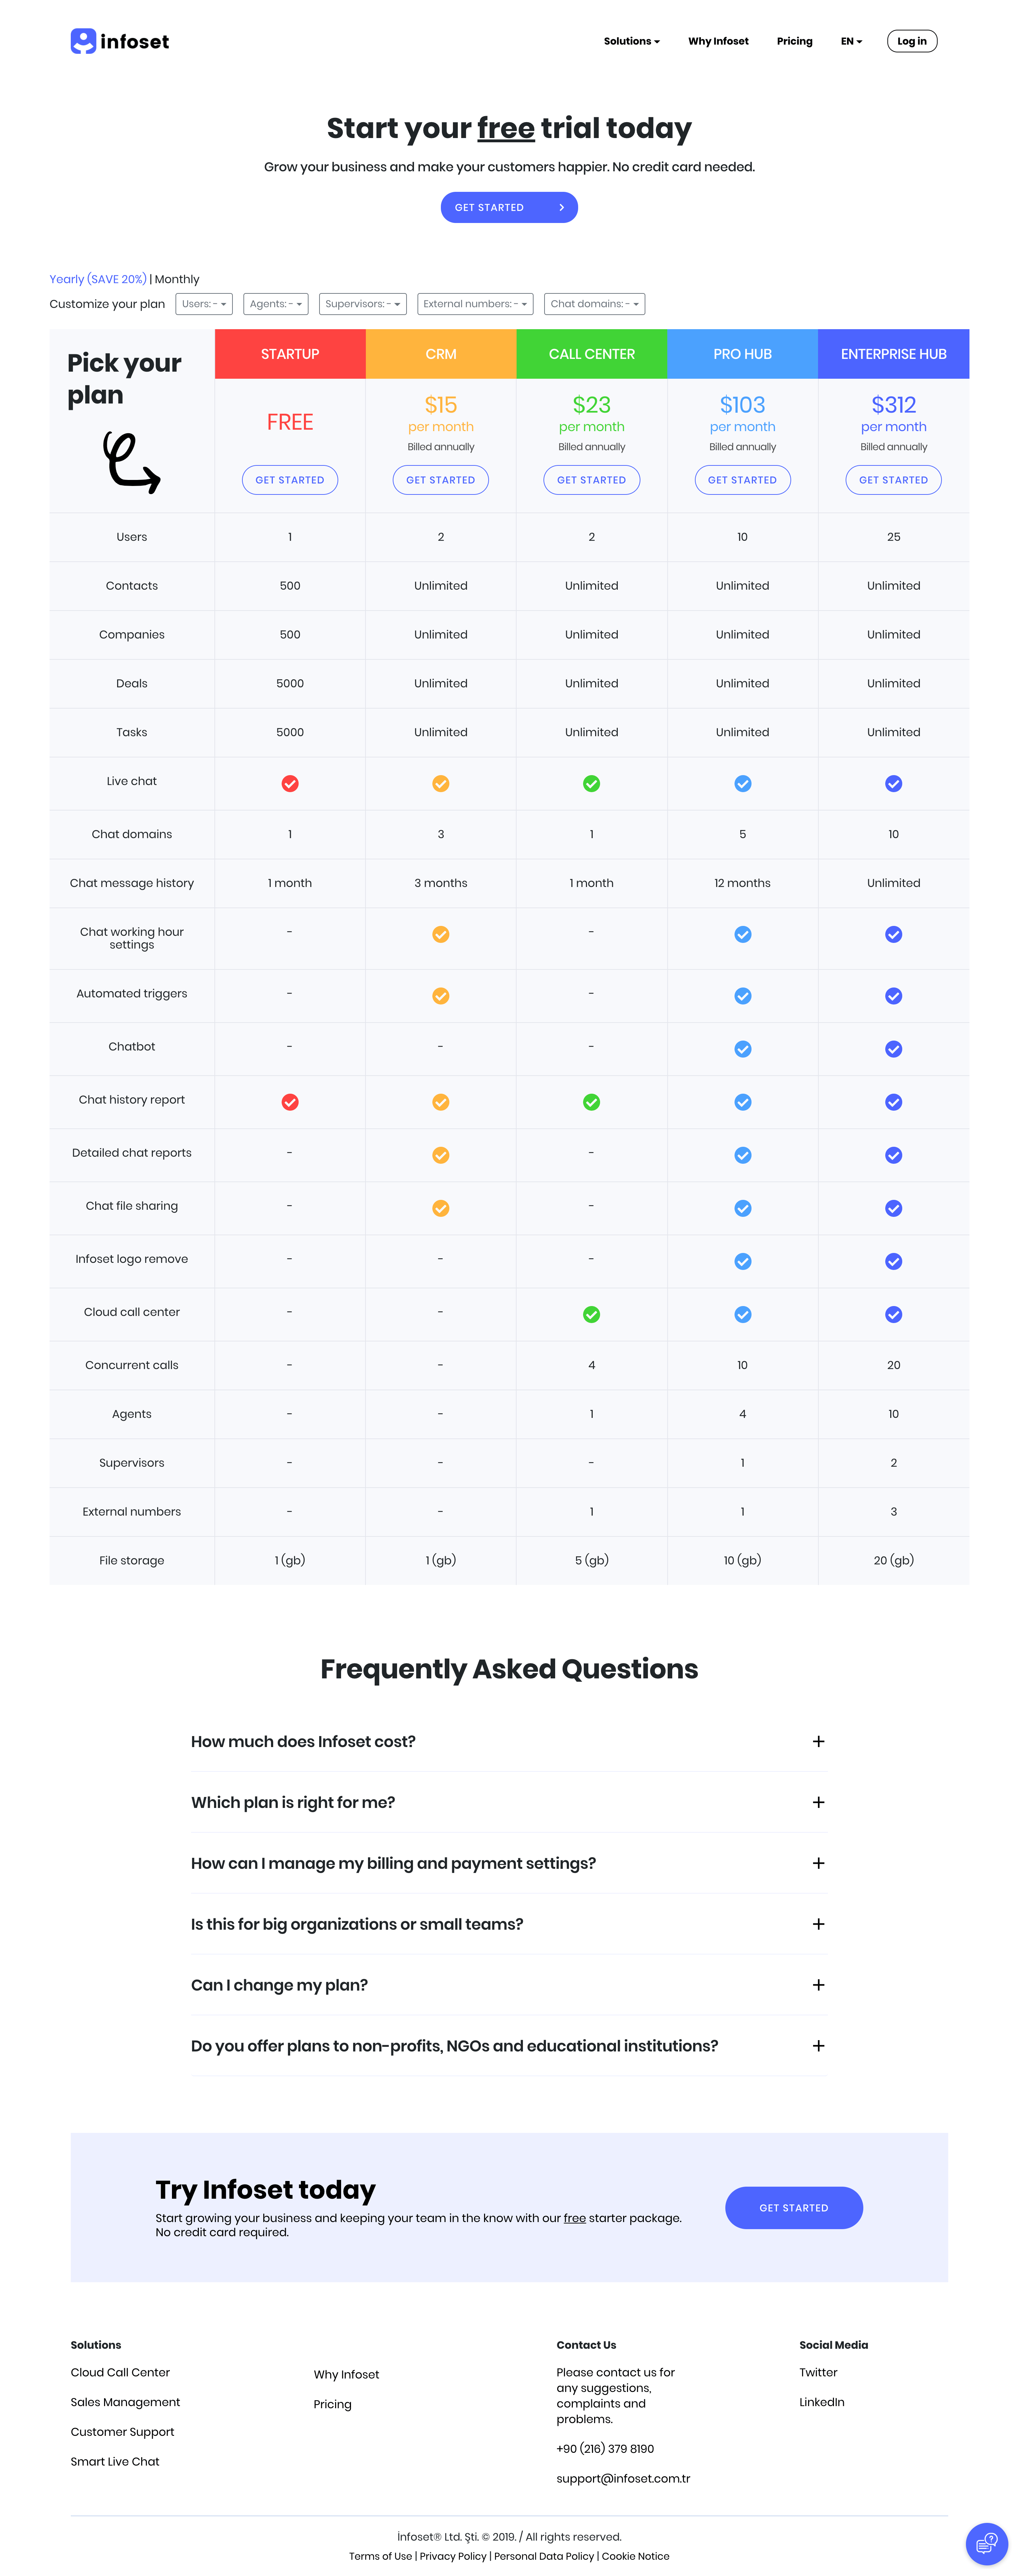 infoset
Solutions Why Infoset Pricing EN Log in
Start your free trial today
Grow your business and make your customers happier. No credit card needed.
GET STARTED
Yearly (SAVE 20%) | Monthly
Customize your plan Users: - Agents: - Supervisors: - External numbers: - Chat domains: -
Pick your
plan
STARTUP CRM CALL CENTER PRO HUB ENTERPRISE HUB
FREE $15 $23 $103 $312
per month per month per month per month
Billed annually Billed annually Billed annually Billed annually
GET STARTED GET STARTED GET STARTED GET STARTED GET STARTED
Users 1 2 2 10 25
Contacts 500 Unlimited Unlimited Unlimited Unlimited
Companies 500 Unlimited Unlimited Unlimited Unlimited
Deals 5000 Unlimited Unlimited Unlimited Unlimited
Tasks 5000 Unlimited Unlimited Unlimited Unlimited
Live chat
Chat domains 1 3 1 5 10
Chat message history 1 month 3 months 1 month 12 months Unlimited
Chat working hour - -
settings
Automated triggers - -
Chatbot - - -
Chat history report
Detailed chat reports - -
Chat file sharing - -
Infoset logo remove - - -
Cloud call center - -
Concurrent calls - - 4 10 20
Agents - - 1 4 10
Supervisors - - - 1 2
External numbers - - 1 1 3
File storage 1 (gb) 1 (gb) 5 (gb) 10 (gb) 20 (gb)
Frequently Asked Questions
How much does Infoset cost? +
Which plan is right for me? +
How can I manage my billing and payment settings? +
Is this for big organizations or small teams? +
Can I change my plan? +
Do you offer plans to non-profits, NGOs and educational institutions? +
Try Infoset today
Start growing your business and keeping your team in the know with our free starter package.
No credit card required.
GET STARTED
Solutions
Cloud Call Center
Sales Management
Customer Support
Smart Live Chat
Why Infoset
Pricing
Contact Us
Please contact us for
any suggestions,
complaints and
problems.
+90 (216) 379 8190
support@infoset.com.tr
Social Media
Twitter
LinkedIn
İnfoset® Ltd. Şti. © 2019. / All rights reserved.
Terms of Use | Privacy Policy | Personal Data Policy | Cookie Notice